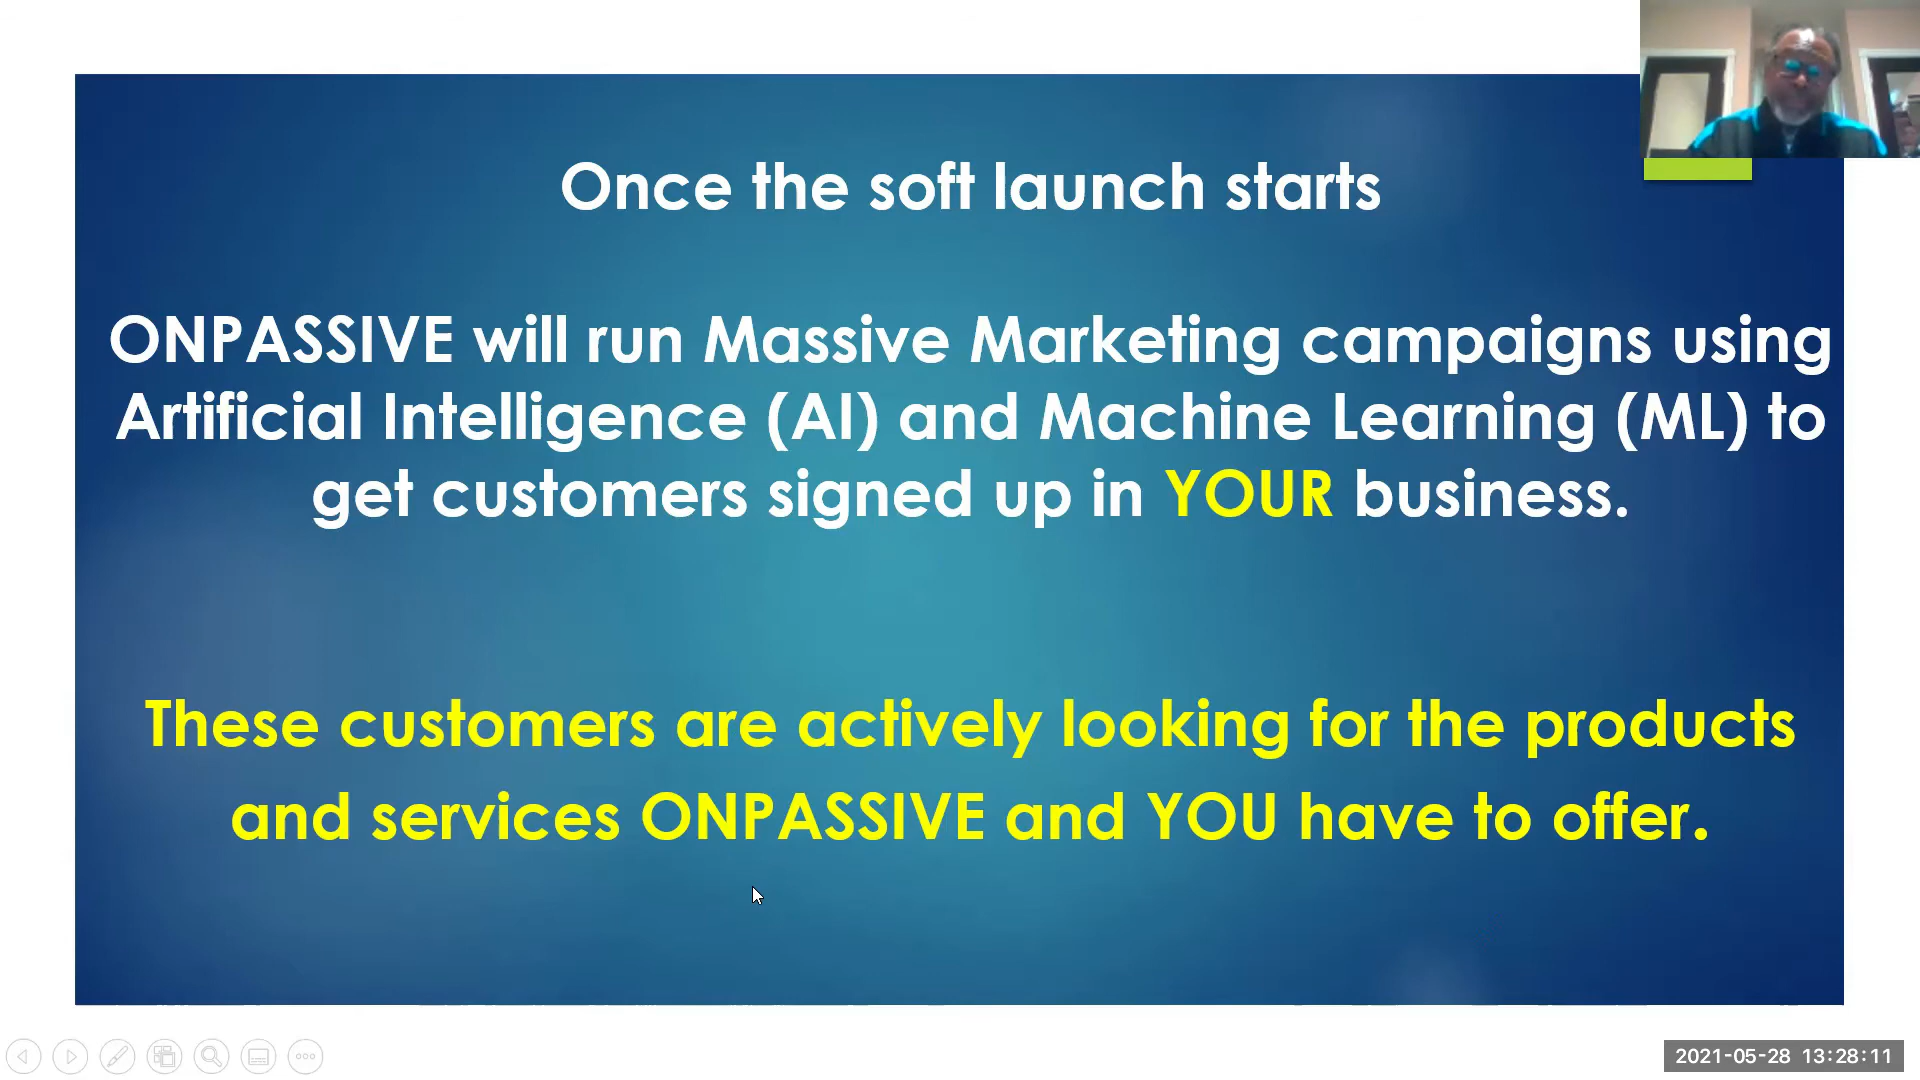 Once the soft launch starts
ONPASSIVE will run Massive Marketing campaigns using
Artificial Intelligence (AI) and Machine Learning (ML) to
get customers signed up in YOUR business.
These customers are actively looking for the products
and services ONPASSIVE and YOU have to offer.
2021-05-28 13:28:11